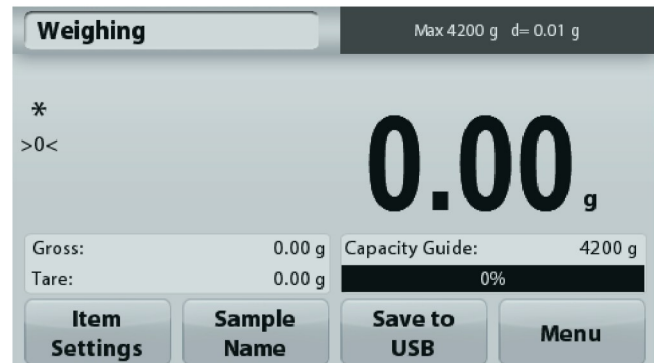 Weighing
Max 4200 g d= 0.01 g
*
>0<
0.00 g
Gross: 0.00 g
Tare: 0.00 g
Capacity Guide: 4200 g
0%
Item
Settings
Sample
Name
Save to
USB
Menu